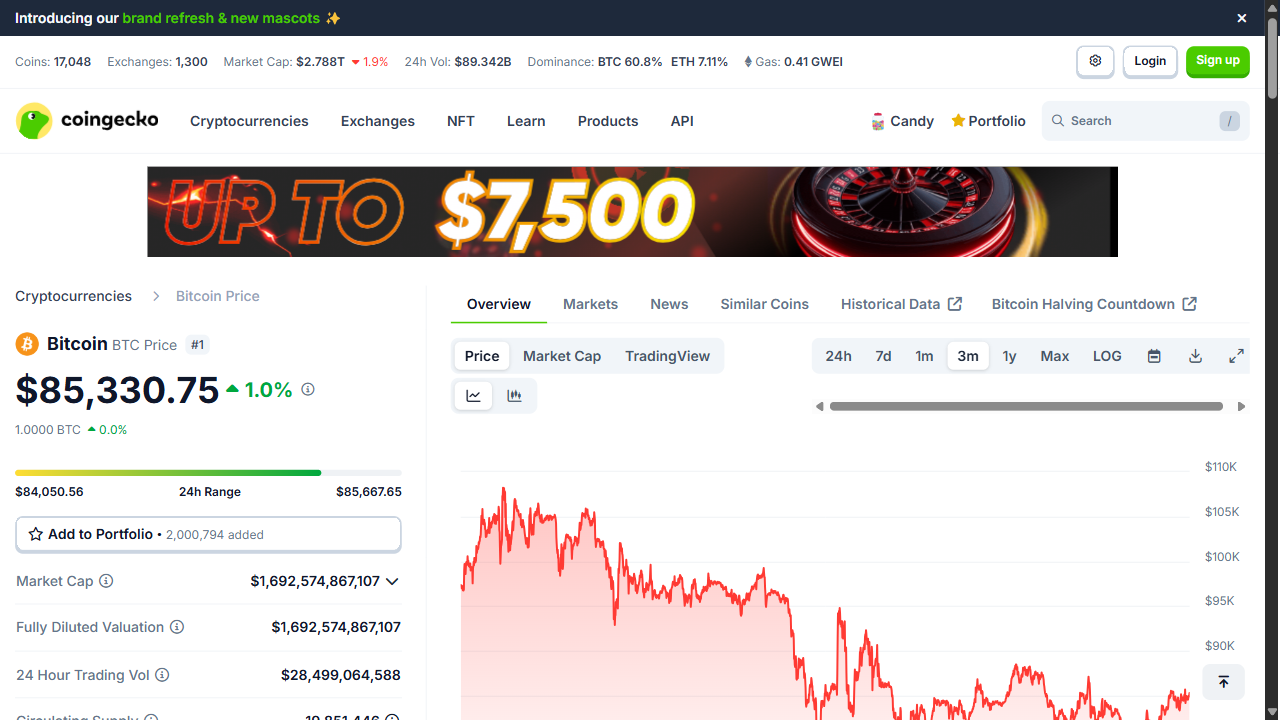 Introducing our brand refresh & new mascots ✨
Coins: 17,048 Exchanges: 1,300 Market Cap: $2.788T 1.9% 24h Vol: $89.342B Dominance: BTC 60.8% ETH 7.11% Gas: 0.41 GWEI
Login
Sign up
coingecko
Cryptocurrencies Exchanges NFT Learn Products API
Candy Portfolio Search /
UP TO $7,500
Cryptocurrencies > Bitcoin Price
Bitcoin BTC Price #1
$85,330.75 1.0%
1.0000 BTC 0.0%
$84,050.56 24h Range $85,667.65
Add to Portfolio • 2,000,794 added
Market Cap $1,692,574,867,107
Fully Diluted Valuation $1,692,574,867,107
24 Hour Trading Vol $28,499,064,588
Circulating Supply 19,851,446
Overview Markets News Similar Coins Historical Data Bitcoin Halving Countdown
Price Market Cap TradingView
24h 7d 1m 3m 1y Max LOG
$110K
$105K
$100K
$95K
$90K